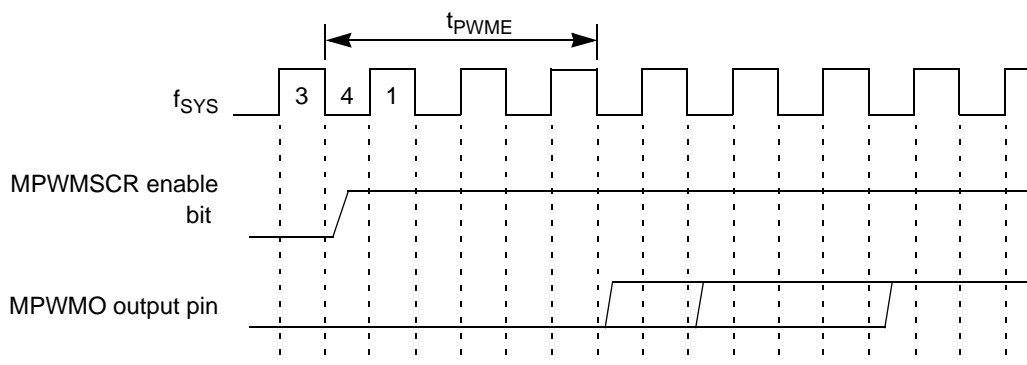 tPWME
fSYS
3 4 1
MPWMSCR enable
bit
MPWMO output pin